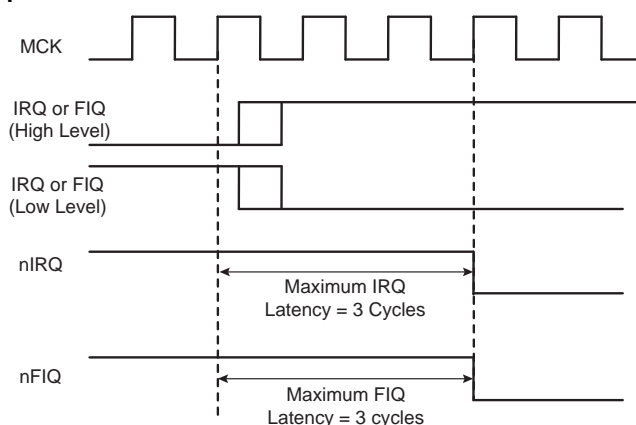 MCK
IRQ or FIQ
(High Level)
IRQ or FIQ
(Low Level)
nIRQ
Maximum IRQ
Latency = 3 Cycles
nFIQ
Maximum FIQ
Latency = 3 cycles